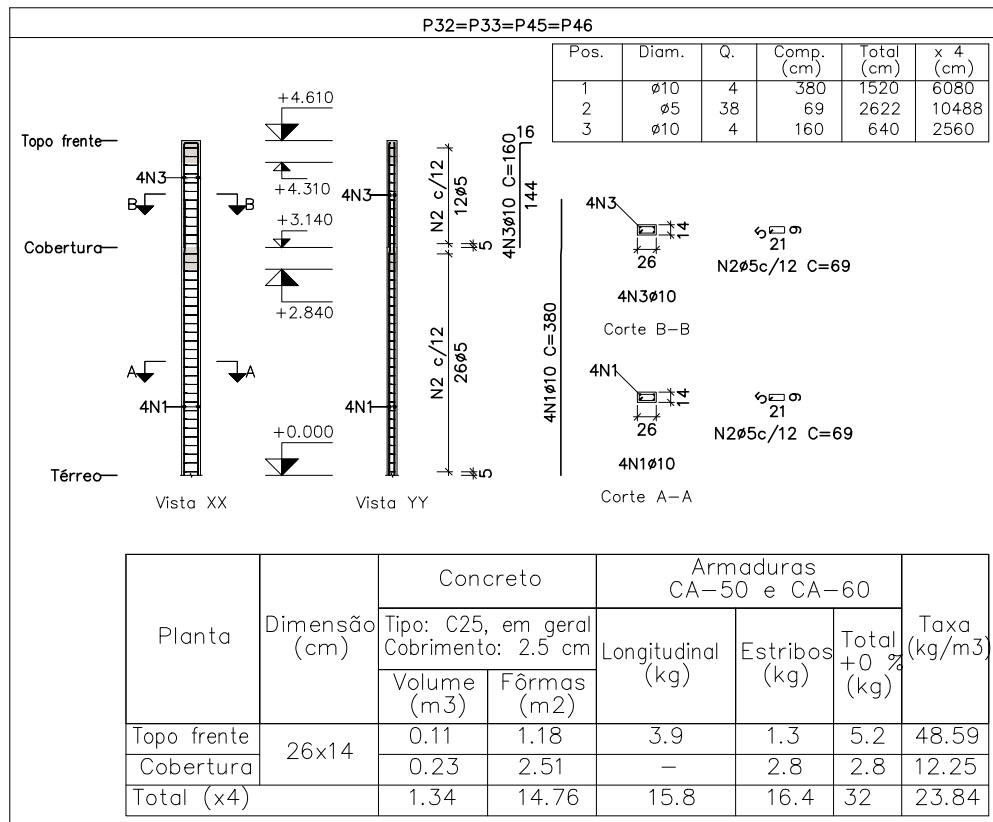 P32=P33=P45=P46
Pos. Diam. Q. Comp. (cm) Total (cm) x 4 (cm)
1 ø10 4 380 1520 6080
2 ø5 38 69 2622 10488
3 ø10 4 160 640 2560
Topo frente
Cobertura
Térreo
4N3
B B
A A
4N1
Vista XX
+4.610
+4.310
+3.140
+2.840
+0.000
4N3
4N1
Vista YY
N2 c/12
12ø5
5
N2 c/12
26ø5
5
4N3ø10 C=160
16
144
4N1ø10 C=380
4N3
14
26
4N3ø10
Corte B-B
5 9
21
N2ø5c/12 C=69
4N1
14
26
4N1ø10
Corte A-A
5 9
21
N2ø5c/12 C=69
Planta
Dimensão (cm)
Concreto
Tipo: C25, em geral
Cobrimento: 2.5 cm
Volume (m3)
Fôrmas (m2)
Armaduras
CA-50 e CA-60
Longitudinal (kg)
Estribos (kg)
Total +0 % (kg)
Taxa (kg/m3)
Topo frente 26x14 0.11 1.18 3.9 1.3 5.2 48.59
Cobertura 0.23 2.51 - 2.8 2.8 12.25
Total (x4) 1.34 14.76 15.8 16.4 32 23.84